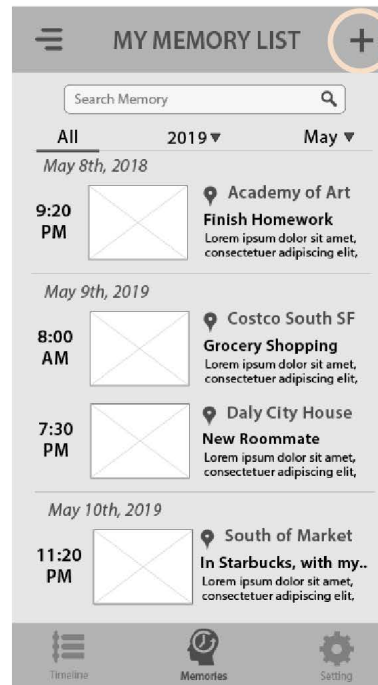 MY MEMORY LIST
Search Memory
All 2019 May
May 8th, 2018
9:20 PM
Academy of Art
Finish Homework
Lorem ipsum dolor sit amet,
consectetuer adipiscing elit,
May 9th, 2019
8:00 AM
Costco South SF
Grocery Shopping
Lorem ipsum dolor sit amet,
consectetuer adipiscing elit,
7:30 PM
Daly City House
New Roommate
Lorem ipsum dolor sit amet,
consectetuer adipiscing elit,
May 10th, 2019
11:20 PM
South of Market
In Starbucks, with my..
Lorem ipsum dolor sit amet,
consectetuer adipiscing elit,
Timeline Memories Setting